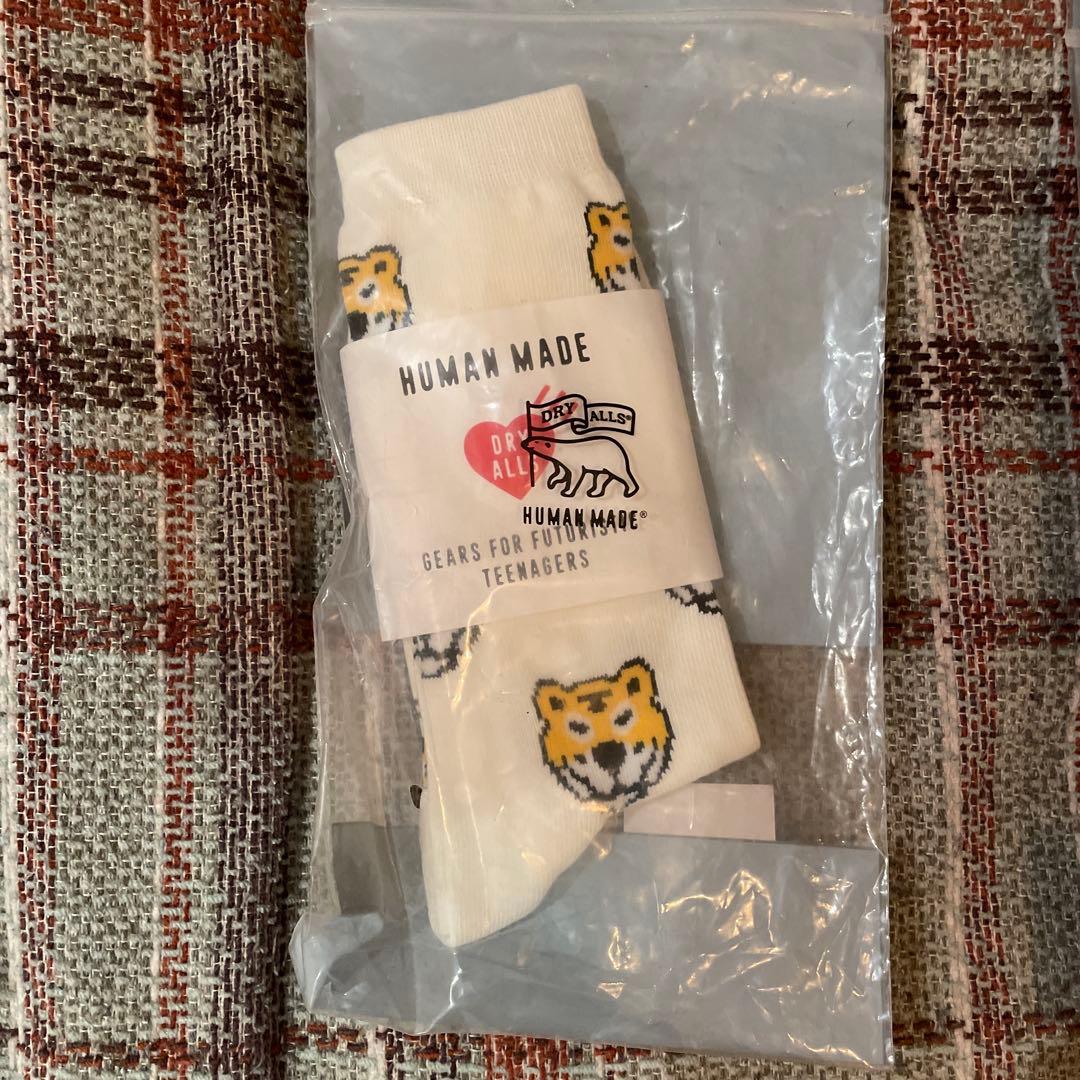 HUMAN MADE
DRY ALLS®
DRY
ALLS
HUMAN MADE®
GEARS FOR FUTURISTIC
TEENAGERS